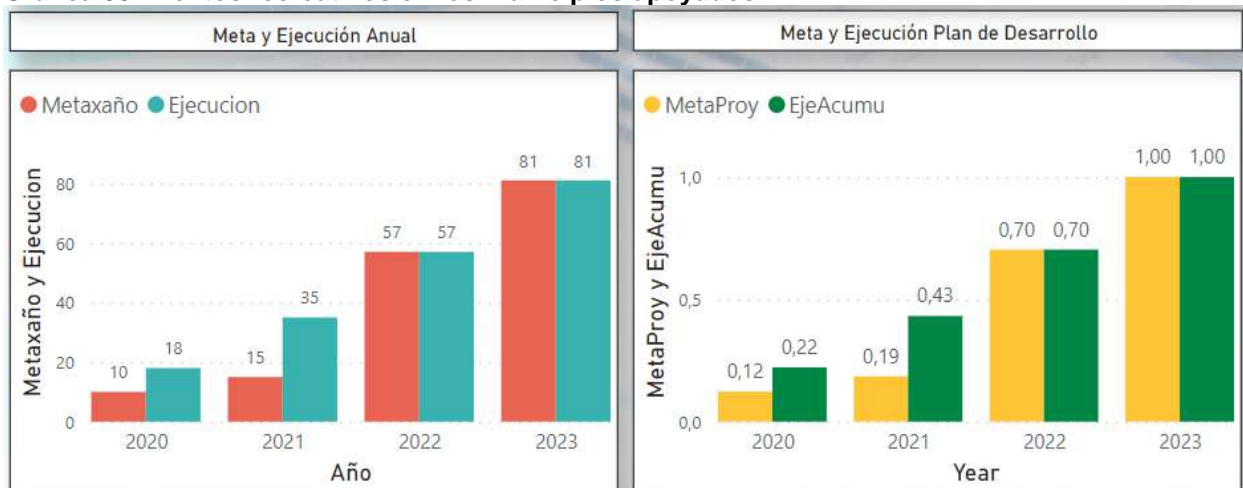 Meta y Ejecución Anual
Metaxaño Ejecucion
Metaxaño y Ejecucion
80
60
40
20
0
10 18
15 35
57 57
81 81
2020 2021 2022 2023
Año
Meta y Ejecución Plan de Desarrollo
MetaProy EjeAcumu
MetaProy y EjeAcumu
1,0
0,5
0,0
0,12 0,22
0,19 0,43
0,70 0,70
1,00 1,00
2020 2021 2022 2023
Year